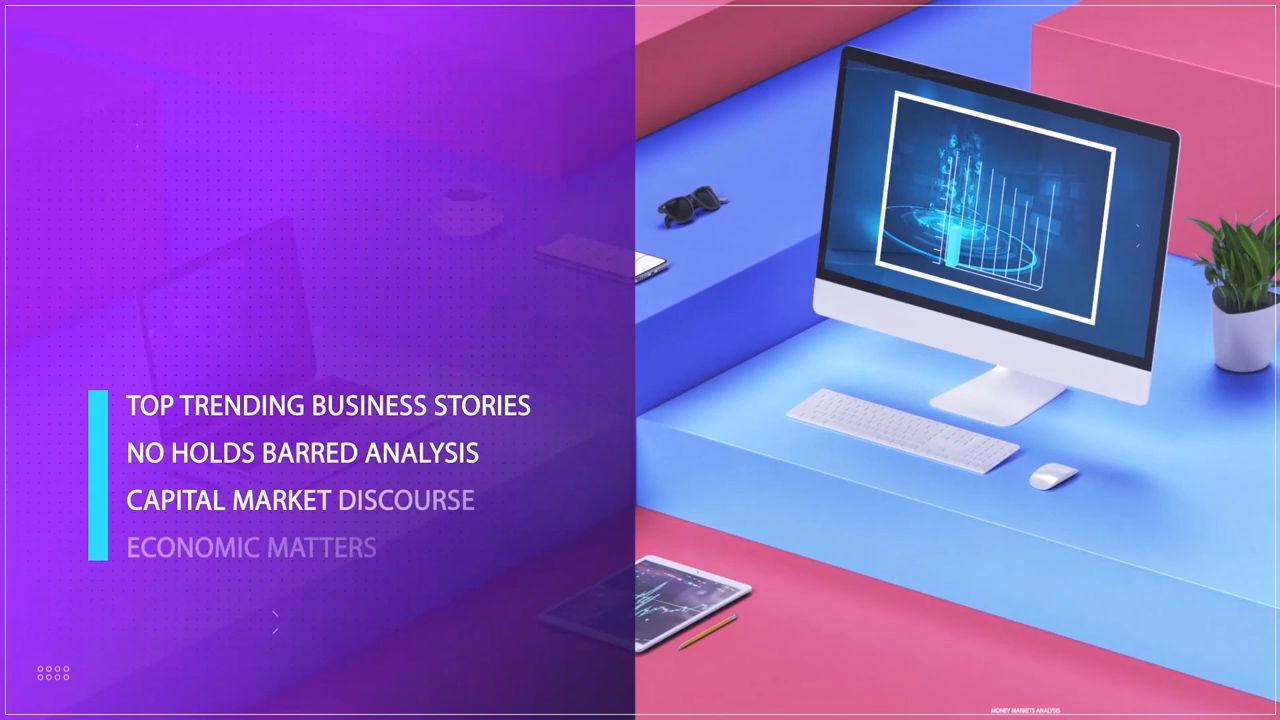 TOP TRENDING BUSINESS STORIES
NO HOLDS BARRED ANALYSIS
CAPITAL MARKET DISCOURSE
ECONOMIC MATTERS
MONEY MARKETS ANALYSIS